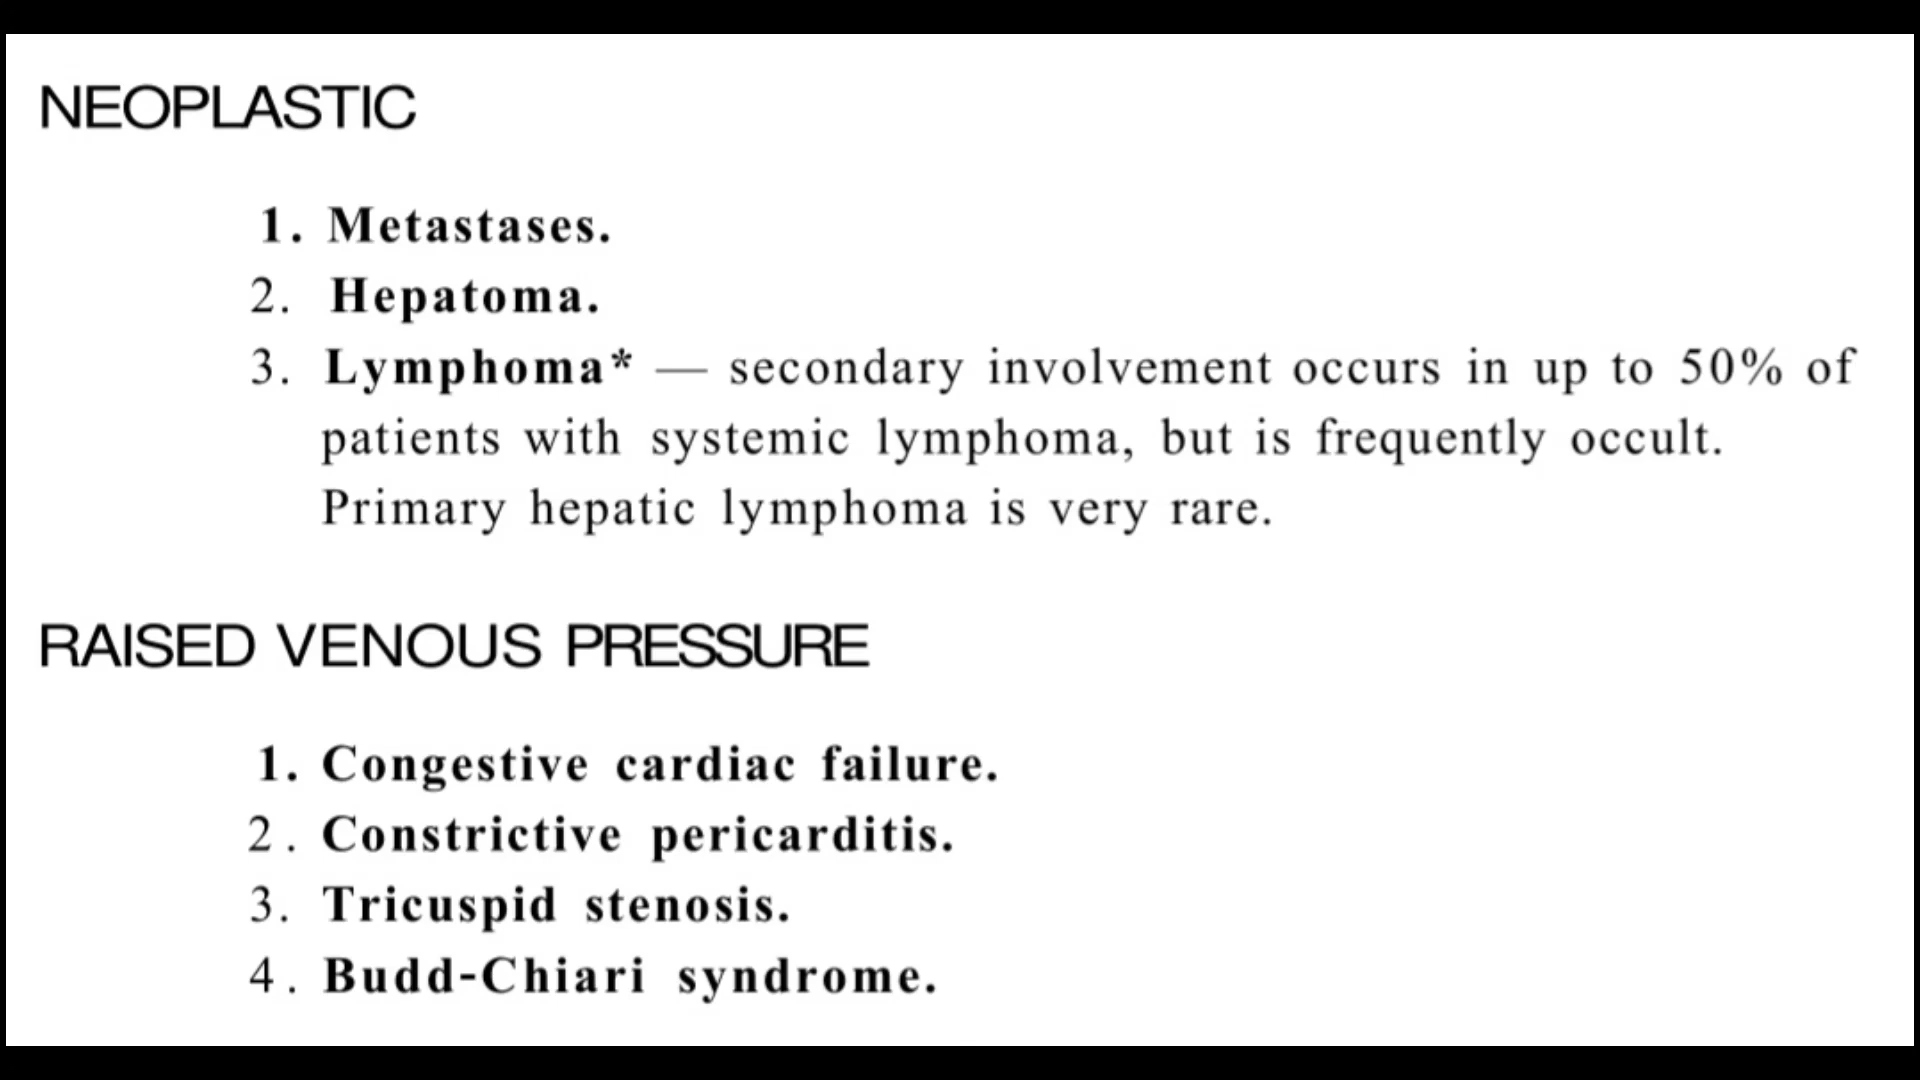 NEOPLASTIC
1. Metastases.
2. Hepatoma.
3. Lymphoma* — secondary involvement occurs in up to 50% of
patients with systemic lymphoma, but is frequently occult.
Primary hepatic lymphoma is very rare.
RAISED VENOUS PRESSURE
1. Congestive cardiac failure.
2. Constrictive pericarditis.
3. Tricuspid stenosis.
4. Budd-Chiari syndrome.